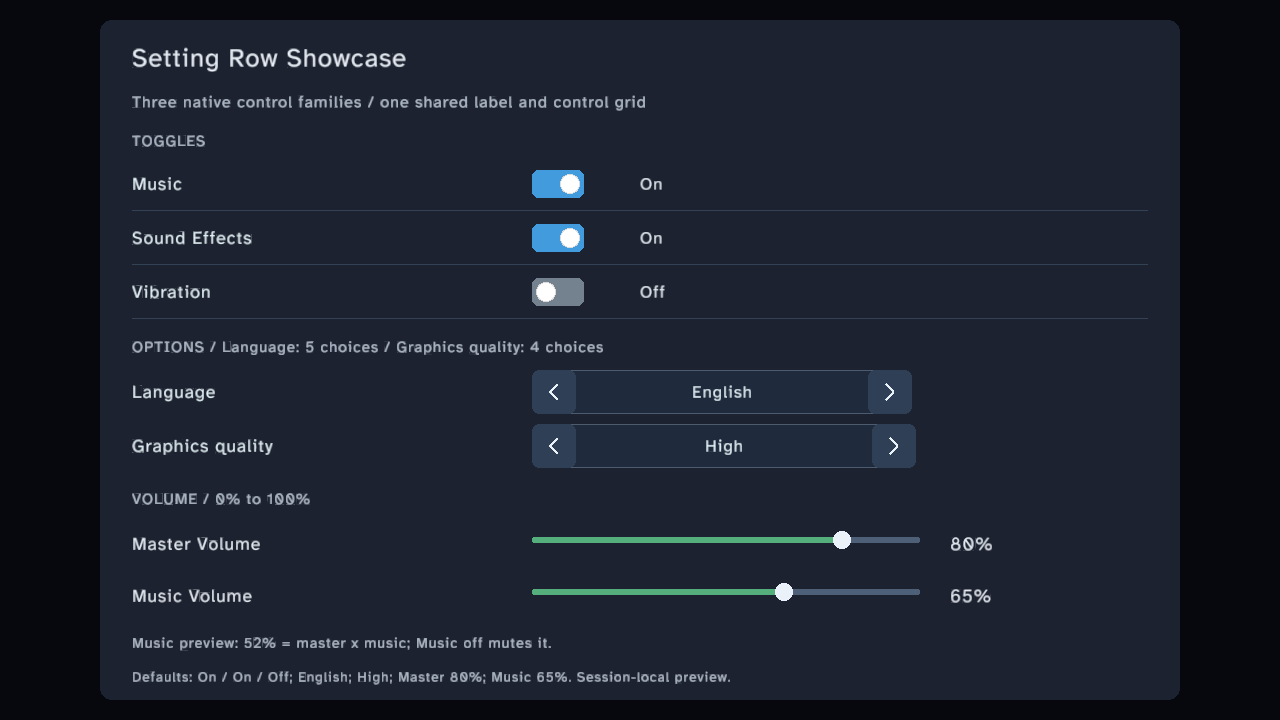 Setting Row Showcase
Three native control families / one shared label and control grid
TOGGLES
Music On
Sound Effects On
Vibration Off
OPTIONS / Language: 5 choices / Graphics quality: 4 choices
Language English
Graphics quality High
VOLUME / 0% to 100%
Master Volume 80%
Music Volume 65%
Music preview: 52% = master x music; Music off mutes it.
Defaults: On / On / Off; English; High; Master 80%; Music 65%. Session-local preview.